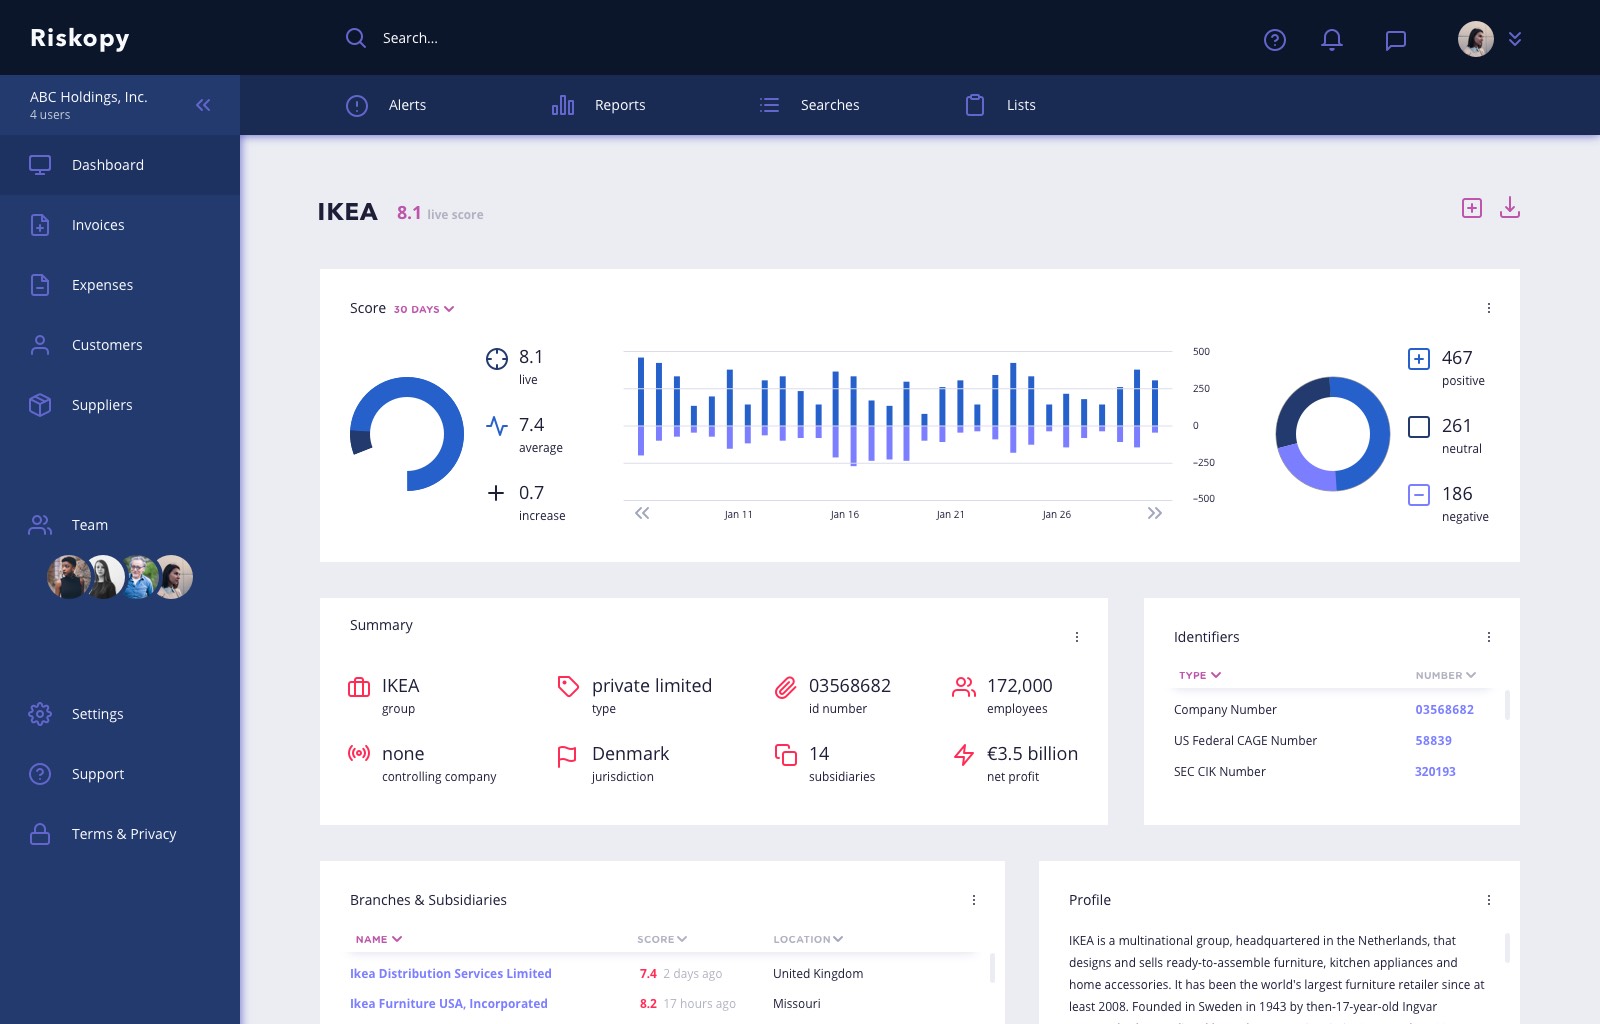 Riskopy
Search...
ABC Holdings, Inc.
4 users
Alerts
Reports
Searches
Lists
Dashboard
Invoices
Expenses
Customers
Suppliers
Team
Settings
Support
Terms & Privacy
IKEA 8.1 live score
Score 30 DAYS
8.1
live
7.4
average
0.7
increase
500
250
0
–250
–500
Jan 11 Jan 16 Jan 21 Jan 26
467
positive
261
neutral
186
negative
Summary
IKEA
group
private limited
type
03568682
id number
172,000
employees
none
controlling company
Denmark
jurisdiction
14
subsidiaries
€3.5 billion
net profit
Identifiers
TYPE NUMBER
Company Number 03568682
US Federal CAGE Number 58839
SEC CIK Number 320193
Branches & Subsidiaries
NAME SCORE LOCATION
Ikea Distribution Services Limited 7.4 2 days ago United Kingdom
Ikea Furniture USA, Incorporated 8.2 17 hours ago Missouri
Profile
IKEA is a multinational group, headquartered in the Netherlands, that
designs and sells ready-to-assemble furniture, kitchen appliances and
home accessories. It has been the world's largest furniture retailer since at
least 2008. Founded in Sweden in 1943 by then-17-year-old Ingvar